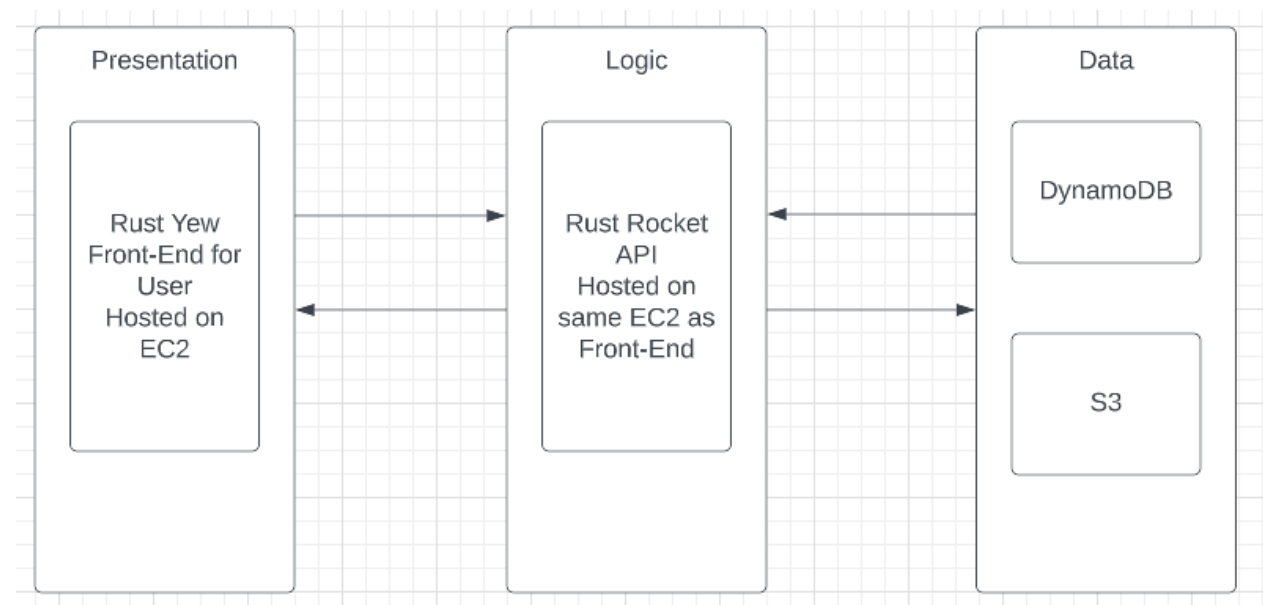 Presentation
Rust Yew
Front-End for
User
Hosted on
EC2
Logic
Rust Rocket
API
Hosted on
same EC2 as
Front-End
Data
DynamoDB
S3